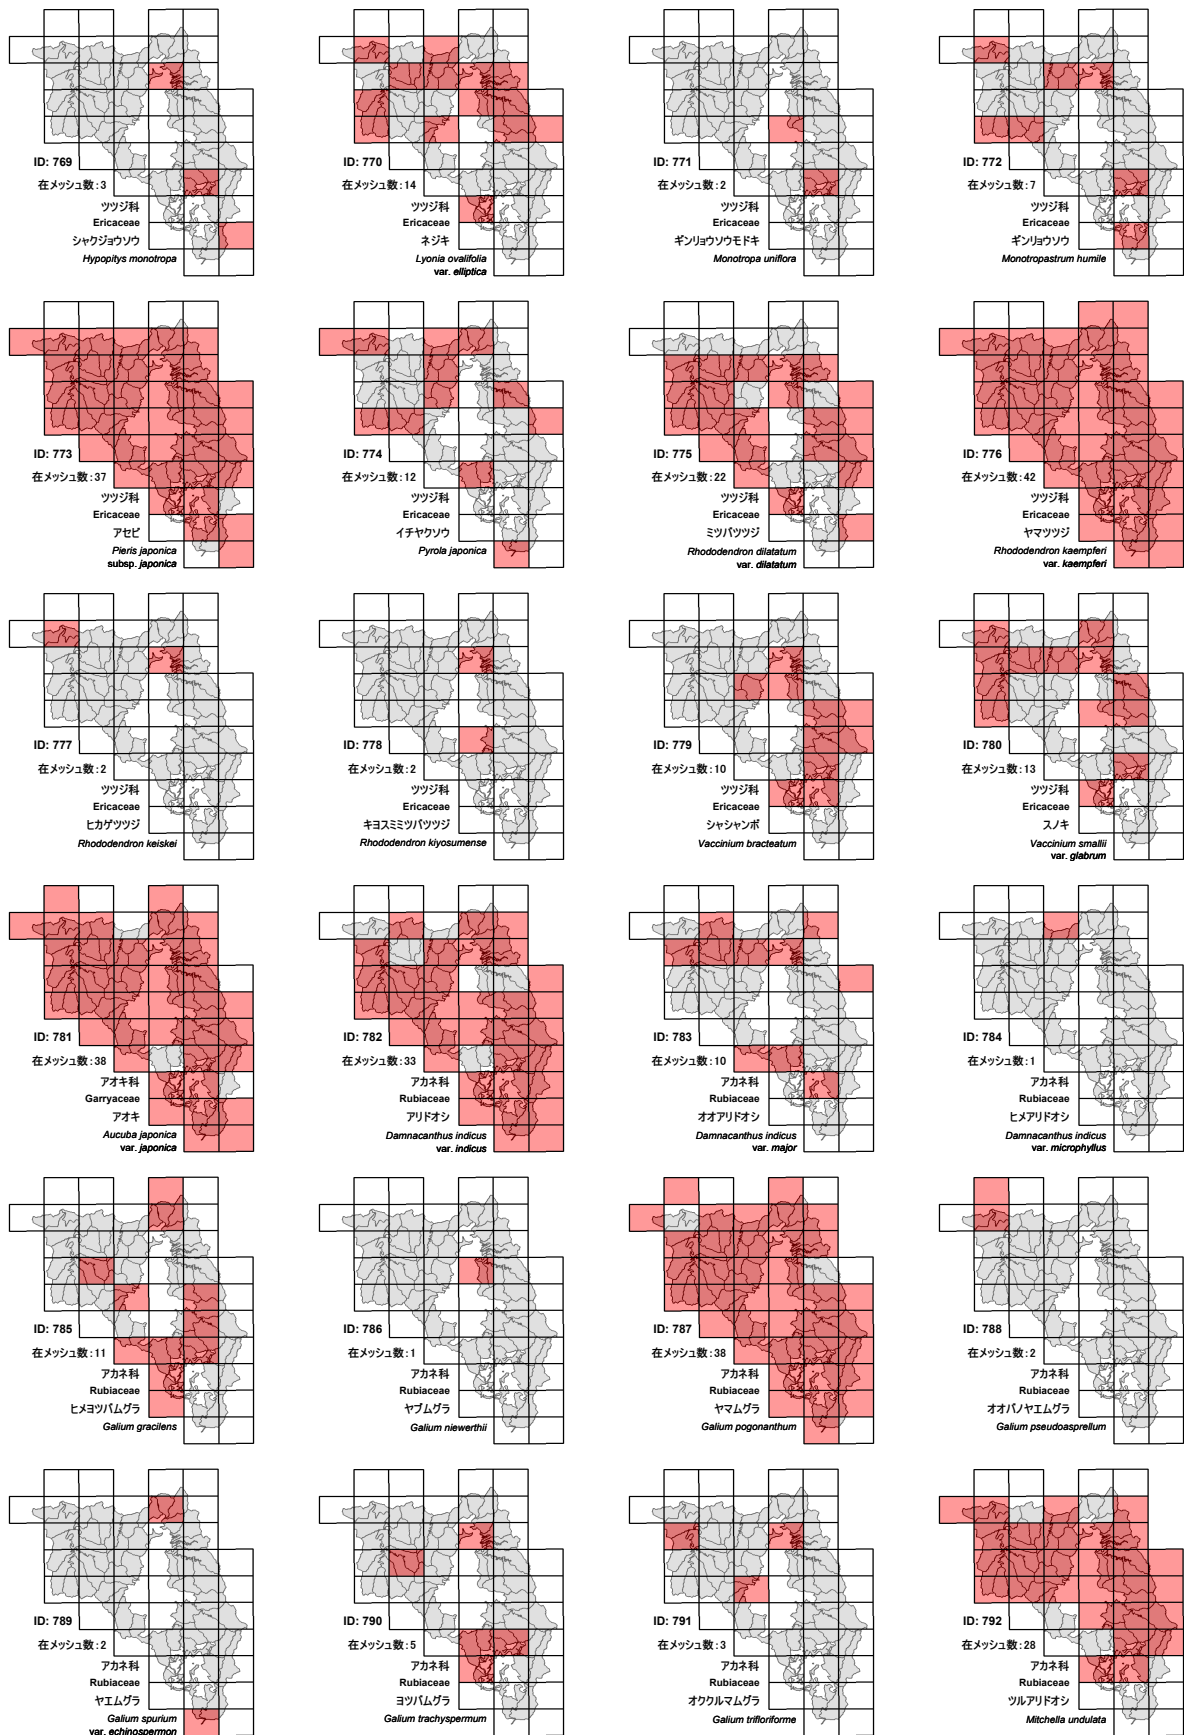 ID: 769
在メッシュ数:3
ツツジ科
Ericaceae
シャクジョウソウ
Hypopitys monotropa
ID: 770
在メッシュ数:14
ツツジ科
Ericaceae
ネジキ
Lyonia ovalifolia
var. elliptica
ID: 771
在メッシュ数:2
ツツジ科
Ericaceae
ギンリョウソウモドキ
Monotropa uniflora
ID: 772
在メッシュ数:7
ツツジ科
Ericaceae
ギンリョウソウ
Monotropastrum humile
ID: 773
在メッシュ数:37
ツツジ科
Ericaceae
アセビ
Pieris japonica
subsp. japonica
ID: 774
在メッシュ数:12
ツツジ科
Ericaceae
イチヤクソウ
Pyrola japonica
ID: 775
在メッシュ数:22
ツツジ科
Ericaceae
ミツバツツジ
Rhododendron dilatatum
var. dilatatum
ID: 776
在メッシュ数:42
ツツジ科
Ericaceae
ヤマツツジ
Rhododendron kaempferi
var. kaempferi
ID: 777
在メッシュ数:2
ツツジ科
Ericaceae
ヒカゲツツジ
Rhododendron keiskei
ID: 778
在メッシュ数:2
ツツジ科
Ericaceae
キヨスミミツバツツジ
Rhododendron kiyosumense
ID: 779
在メッシュ数:10
ツツジ科
Ericaceae
シャシャンボ
Vaccinium bracteatum
ID: 780
在メッシュ数:13
ツツジ科
Ericaceae
スノキ
Vaccinium smallii
var. glabrum
ID: 781
在メッシュ数:38
アオキ科
Garryaceae
アオキ
Aucuba japonica
var. japonica
ID: 782
在メッシュ数:33
アカネ科
Rubiaceae
アリドオシ
Damnacanthus indicus
var. indicus
ID: 783
在メッシュ数:10
アカネ科
Rubiaceae
オオアリドオシ
Damnacanthus indicus
var. major
ID: 784
在メッシュ数:1
アカネ科
Rubiaceae
ヒメアリドオシ
Damnacanthus indicus
var. microphyllus
ID: 785
在メッシュ数:11
アカネ科
Rubiaceae
ヒメヨツバムグラ
Galium gracilens
ID: 786
在メッシュ数:1
アカネ科
Rubiaceae
ヤブムグラ
Galium niewerthii
ID: 787
在メッシュ数:38
アカネ科
Rubiaceae
ヤマムグラ
Galium pogonanthum
ID: 788
在メッシュ数:2
アカネ科
Rubiaceae
オオバノヤエムグラ
Galium pseudoasprellum
ID: 789
在メッシュ数:2
アカネ科
Rubiaceae
ヤエムグラ
Galium spurium
var. echinospermon
ID: 790
在メッシュ数:5
アカネ科
Rubiaceae
ヨツバムグラ
Galium trachyspermum
ID: 791
在メッシュ数:3
アカネ科
Rubiaceae
オククルマムグラ
Galium trifloriforme
ID: 792
在メッシュ数:28
アカネ科
Rubiaceae
ツルアリドオシ
Mitchella undulata